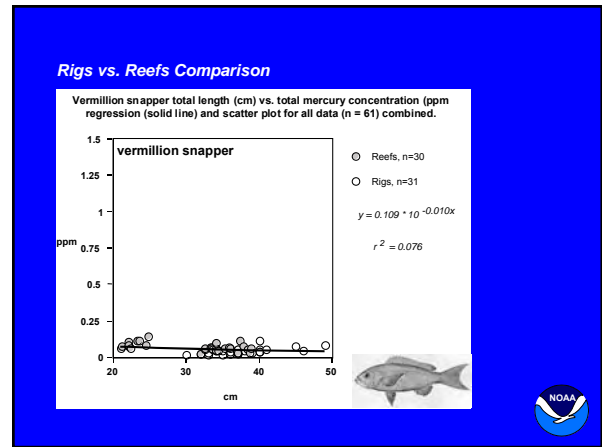 Rigs vs. Reefs Comparison
Vermillion snapper total length (cm) vs. total mercury concentration (ppm
regression (solid line) and scatter plot for all data (n = 61) combined.
1.5
vermillion snapper
Reefs, n=30
1.25
Rigs, n=31
1
y = 0.109 * 10 -0.010x
ppm
0.75
r 2 = 0.076
0.5
0.25
0
20 30 40 50
cm
NOAA